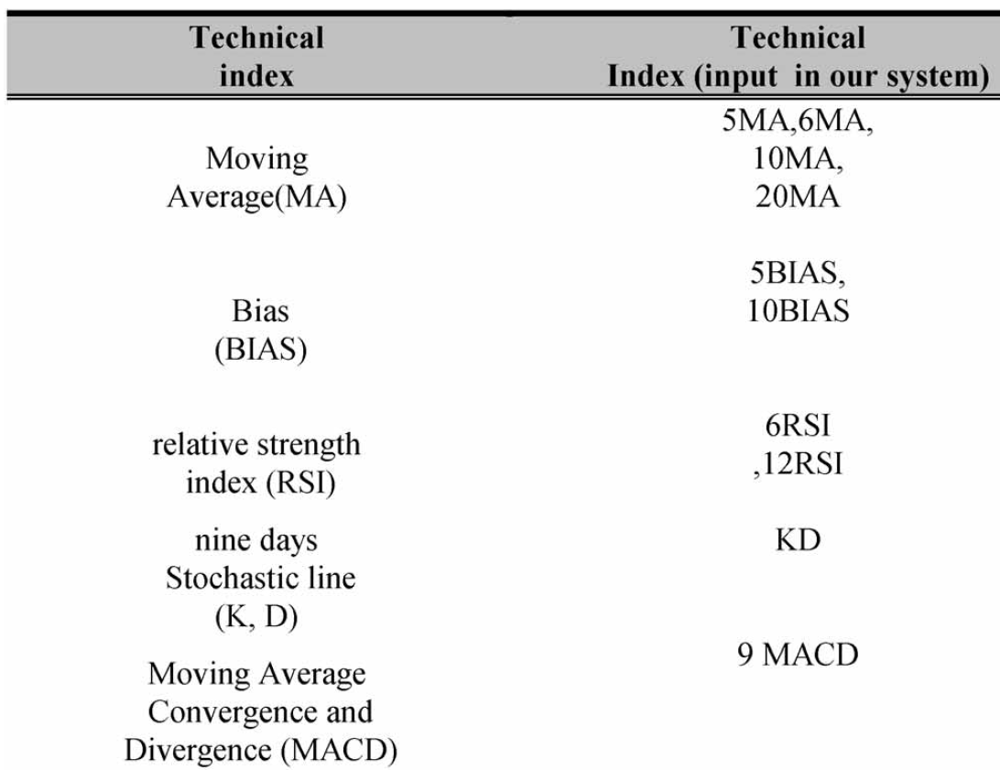 Technical
index
Technical
Index (input in our system)
Moving
Average(MA)
5MA,6MA,
10MA,
20MA
Bias
(BIAS)
5BIAS,
10BIAS
relative strength
index (RSI)
6RSI
,12RSI
nine days
Stochastic line
(K, D)
KD
Moving Average
Convergence and
Divergence (MACD)
9 MACD